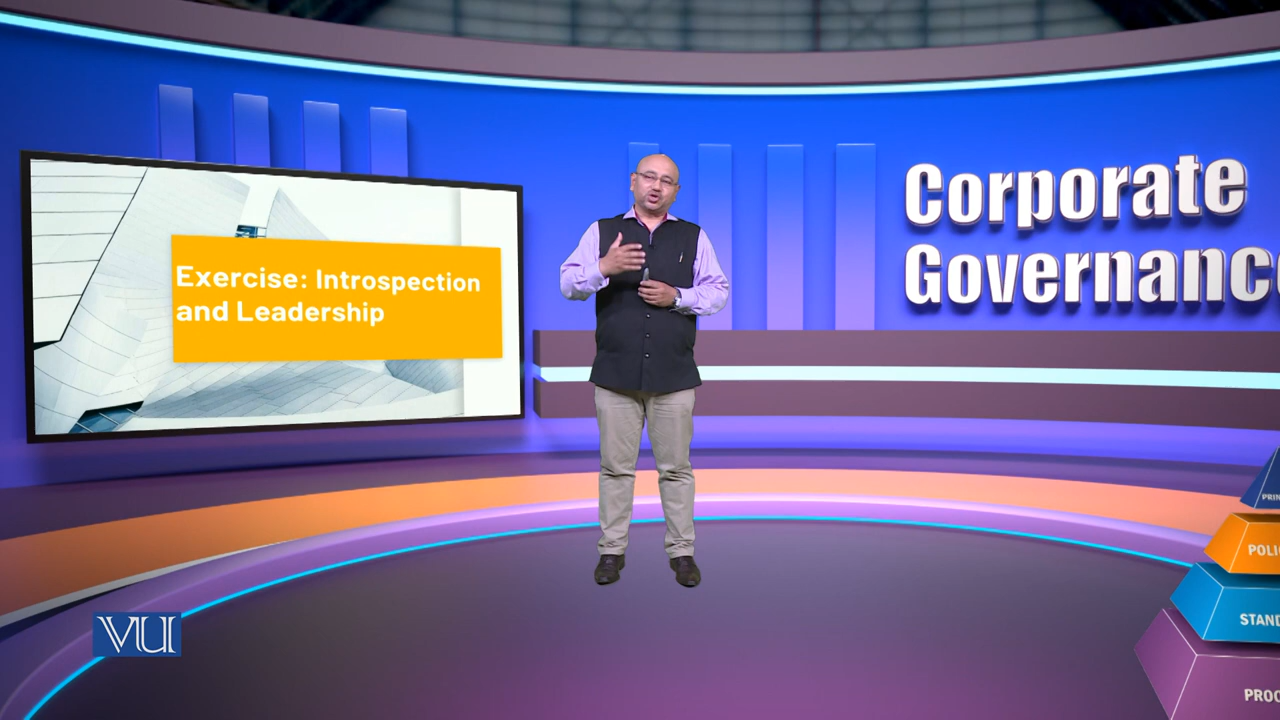 Exercise: Introspection
and Leadership
Corporate
Governance
VU